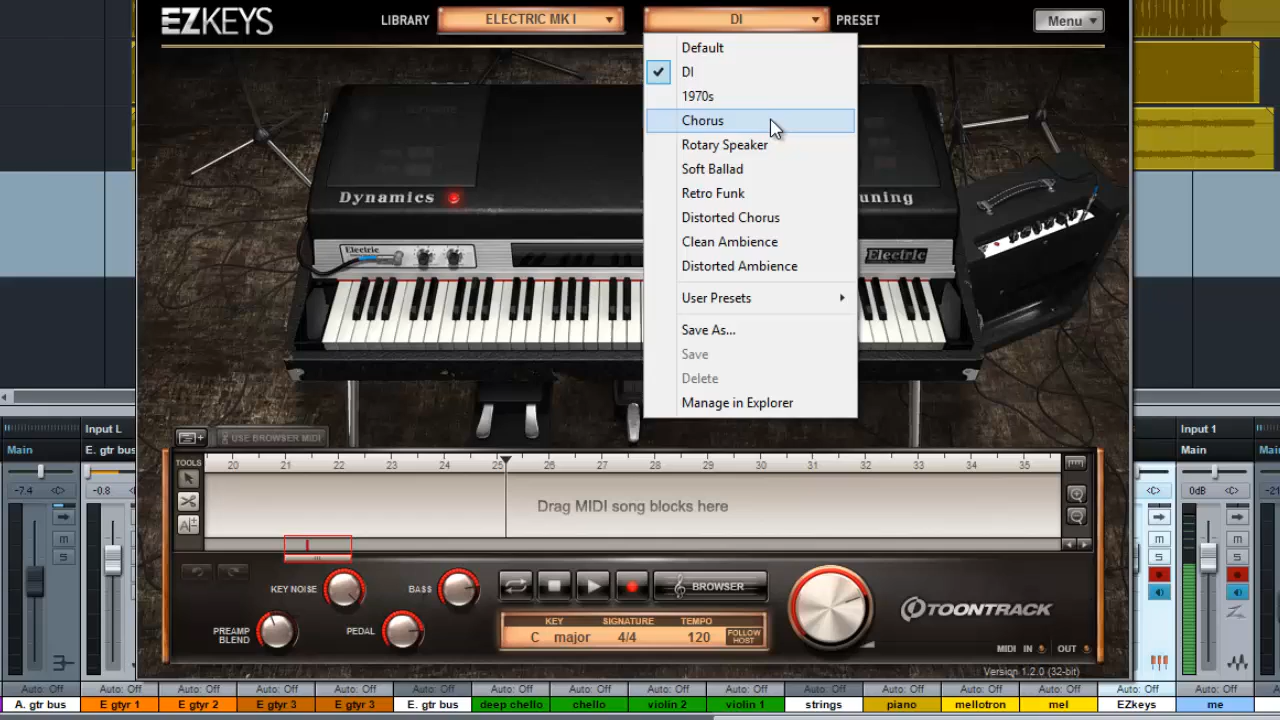 EZKEYS
LIBRARY
ELECTRIC MK I
DI
PRESET
Menu
Default
DI
1970s
Chorus
Rotary Speaker
Soft Ballad
Retro Funk
Distorted Chorus
Clean Ambience
Distorted Ambience
User Presets
Save As...
Save
Delete
Manage in Explorer
Dynamics
uning
Electric
Electric
USE BROWSER MIDI
TOOLS
20 21 22 23 24 25 26 27 28 29 30 31 32 33 34 35
Drag MIDI song blocks here
KEY NOISE
BASS
PREAMP
BLEND
PEDAL
BROWSER
KEY SIGNATURE TEMPO
C major 4/4 120 FOLLOW
HOST
TOONTRACK
MIDI IN OUT
Version 1.2.0 (32-bit)
Input L
Main
E. gtr bus
-7.4
-0.8
M
S
M
S
Input 1
Main
Main
0dB
M
S
M
S
Auto: Off Auto: Off Auto: Off Auto: Off Auto: Off Auto: Off Auto: Off Auto: Off Auto: Off Auto: Off Auto: Off Auto: Off Auto: Off Auto: Off Auto: Off Auto: Off
A. gtr bus E gtyr 1 E gtyr 2 E gtyr 3 E gtyr 3 E. gtr bus deep chello chello violin 2 violin 1 strings piano mellotron mel EZkeys me